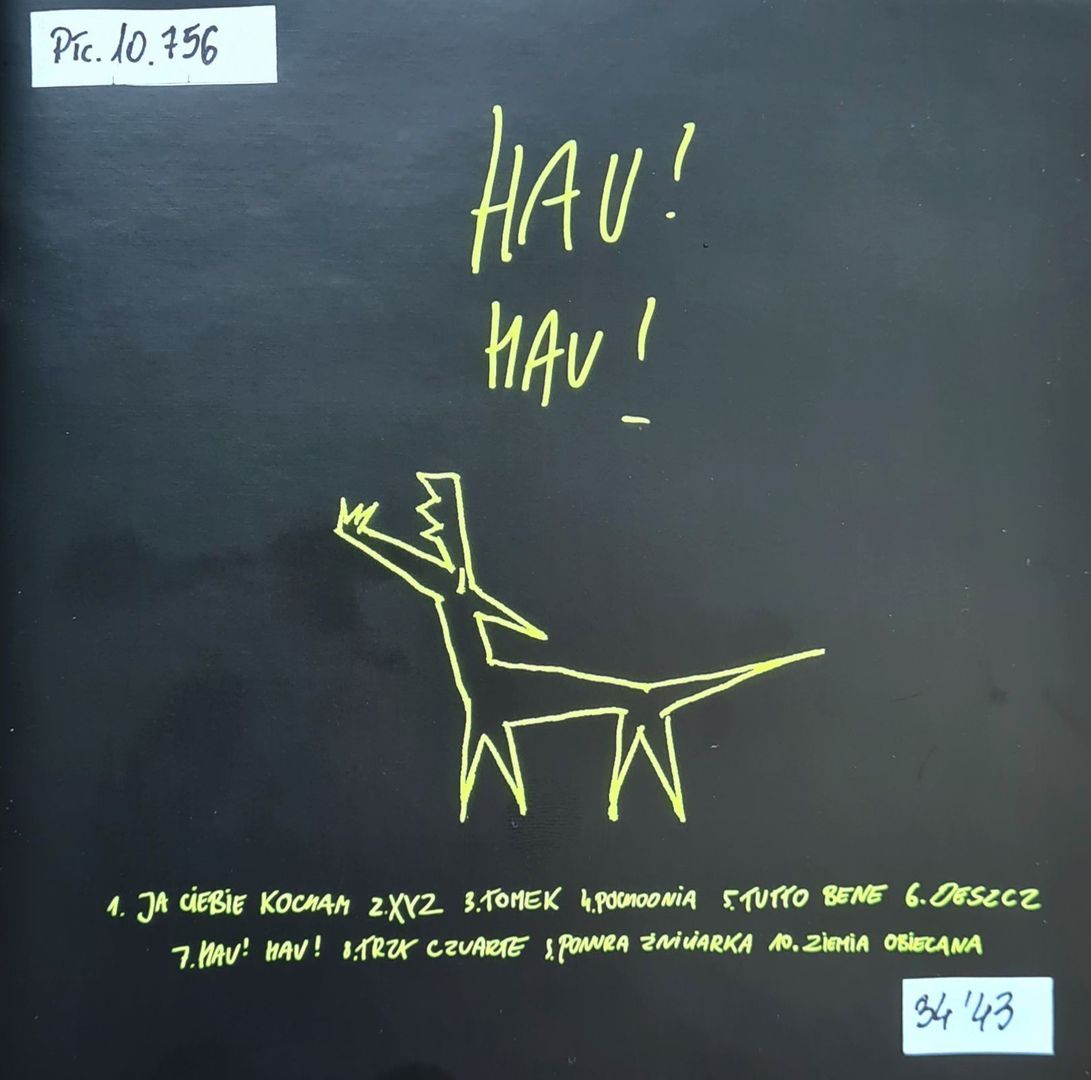 Płc. 10.756
HAU!
HAU!
1. JA CIEBIE KOCHAM 2.XYZ 3.TOMEK 4.POCHODNIA 5.TUTTO BENE 6.DESZCZ
7.HAU! HAU! 8.TRZY CZWARTE 9.PONURA ŻNIWIARKA 10.ZIEMIA OBIECANA
34'43